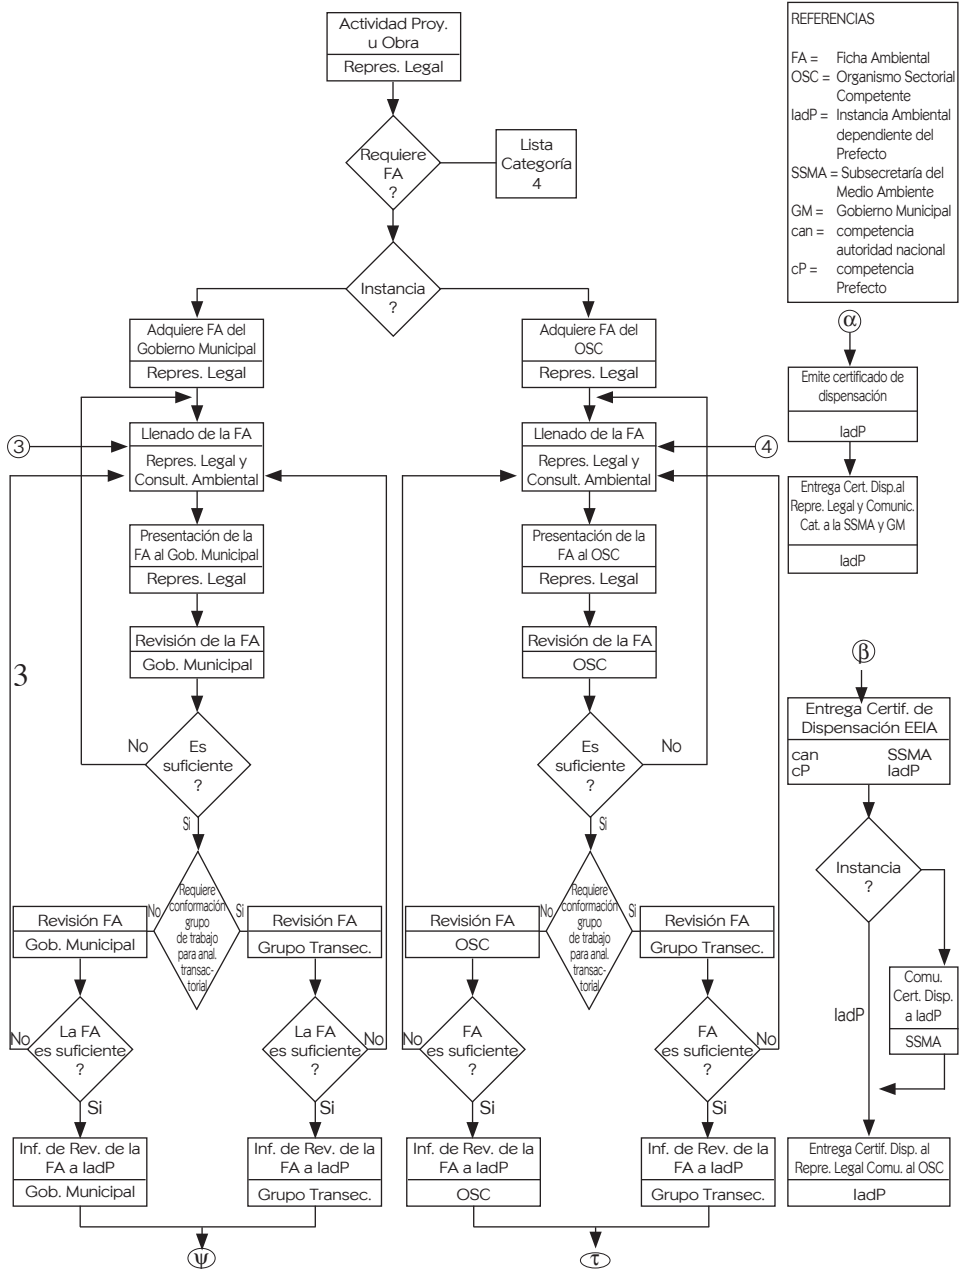 Actividad Proy.
u Obra
Repres. Legal
Requiere
FA
?
Lista
Categoría
4
Instancia
?
Adquiere FA del
Gobierno Municipal
Repres. Legal
3
Llenado de la FA
Repres. Legal y
Consult. Ambiental
Presentación de la
FA al Gob. Municipal
Repres. Legal
Revisión de la FA
Gob. Municipal
3
No
Es
suficiente
?
Si
Requiere
conformación
grupo
de trabajo
para anal.
transac-
torial
No
Si
Revisión FA
Gob. Municipal
Revisión FA
Grupo Transec.
No
La FA
es suficiente
?
Si
La FA
es suficiente
?
No
Si
Inf. de Rev. de la
FA a IadP
Gob. Municipal
Inf. de Rev. de la
FA a IadP
Grupo Transec.
ψ
Adquiere FA del
OSC
Repres. Legal
4
Llenado de la FA
Repres. Legal y
Consult. Ambiental
Presentación de la
FA al OSC
Repres. Legal
Revisión de la FA
OSC
Es
suficiente
?
No
Si
Requiere
conformación
grupo
de trabajo
para anal.
transac-
torial
No
Si
Revisión FA
OSC
Revisión FA
Grupo Transec.
No
FA
es suficiente
?
Si
FA
es suficiente
?
No
Si
Inf. de Rev. de la
FA a IadP
OSC
Inf. de Rev. de la
FA a IadP
Grupo Transec.
τ
REFERENCIAS
FA = Ficha Ambiental
OSC = Organismo Sectorial
Competente
IadP = Instancia Ambiental
dependiente del
Prefecto
SSMA = Subsecretaría del
Medio Ambiente
GM = Gobierno Municipal
can = competencia
autoridad nacional
cP = competencia
Prefecto
α
Emite certificado de
dispensación
IadP
Entrega Cert. Disp.al
Repre. Legal y Comunic.
Cat. a la SSMA y GM
IadP
β
Entrega Certif. de
Dispensación EEIA
can SSMA
cP IadP
Instancia
?
IadP
Comu.
Cert. Disp.
a IadP
SSMA
Entrega Certif. Disp. al
Repre. Legal Comu. al OSC
IadP